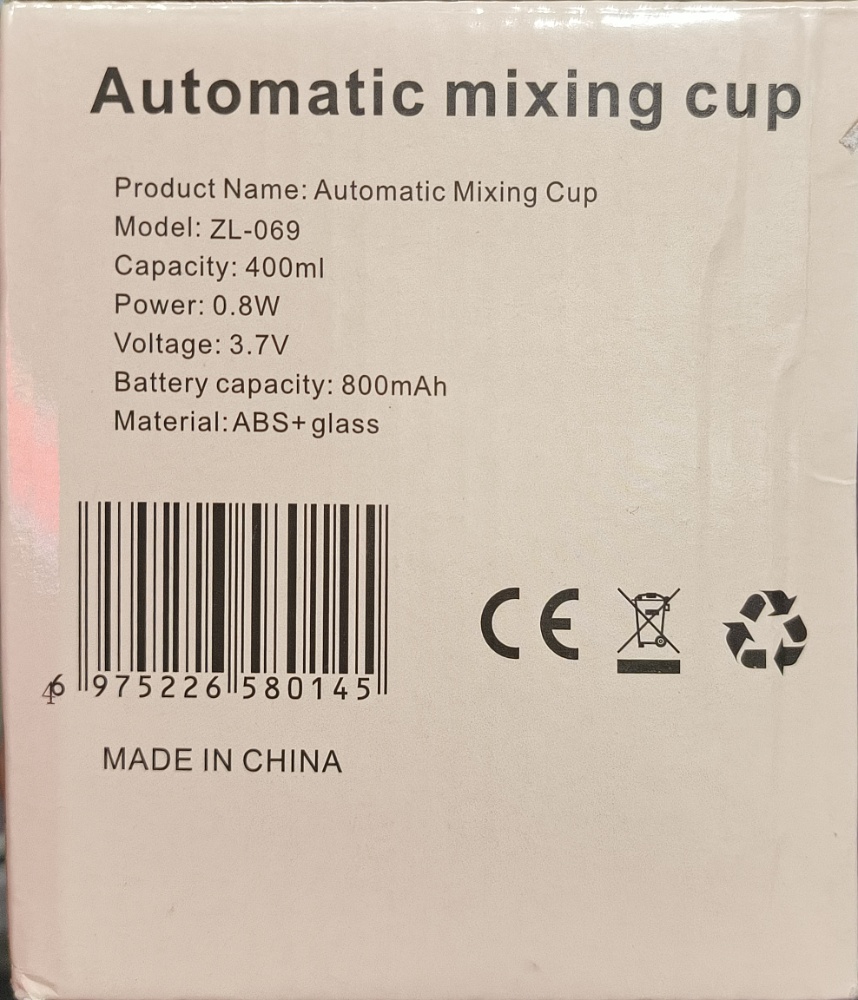 Automatic mixing cup
Product Name: Automatic Mixing Cup
Model: ZL-069
Capacity: 400ml
Power: 0.8W
Voltage: 3.7V
Battery capacity: 800mAh
Material:ABS+glass
CE
6 975226 580145
MADE IN CHINA